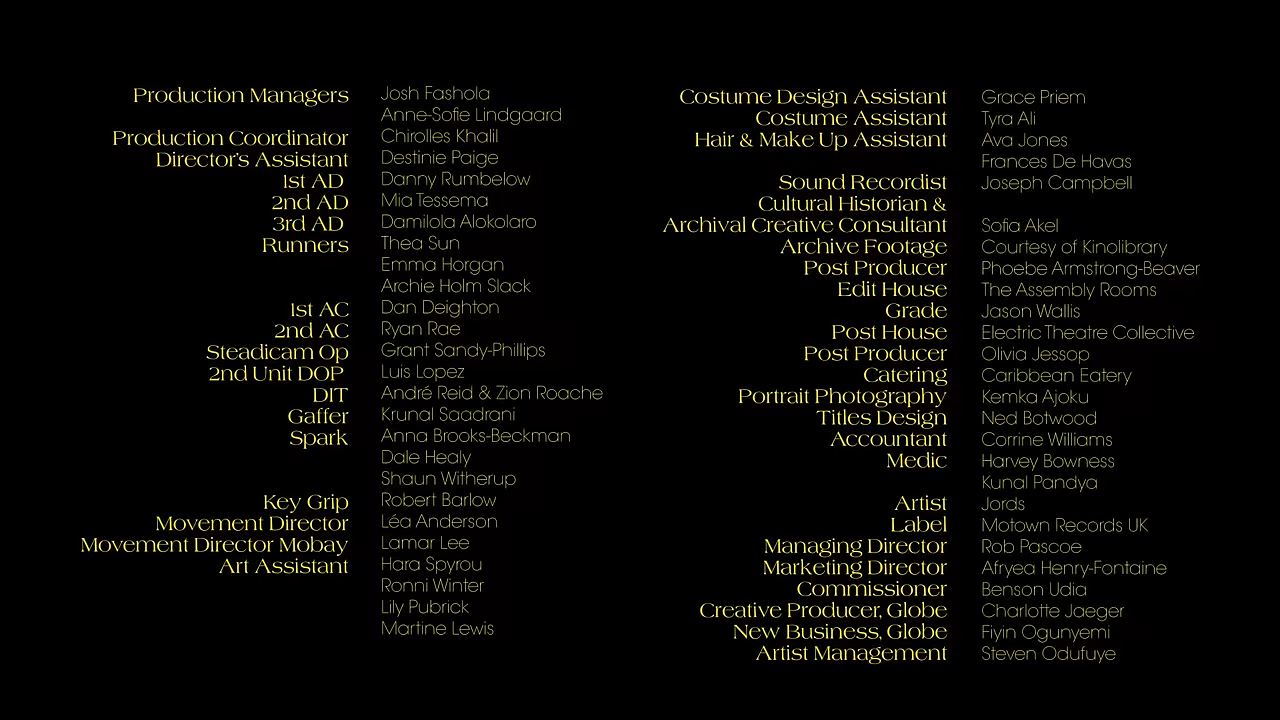 Production Managers Josh Fashola
Anne-Sofie Lindgaard
Production Coordinator Chirolles Khalil
Director's Assistant Destinie Paige
1st AD Danny Rumbelow
2nd AD Mia Tessema
3rd AD Damilola Alokolaro
Runners Thea Sun
Emma Horgan
Archie Holm Slack
1st AC Dan Deighton
2nd AC Ryan Rae
Steadicam Op Grant Sandy-Phillips
2nd Unit DOP Luis Lopez
DIT André Reid & Zion Roache
Gaffer Krunal Saadrani
Spark Anna Brooks-Beckman
Dale Healy
Shaun Witherup
Key Grip Robert Barlow
Movement Director Léa Anderson
Movement Director Mobay Lamar Lee
Art Assistant Hara Spyrou
Ronni Winter
Lily Pubrick
Martine Lewis
Costume Design Assistant Grace Priem
Costume Assistant Tyra Ali
Hair & Make Up Assistant Ava Jones
Frances De Havas
Sound Recordist Joseph Campbell
Cultural Historian &
Archival Creative Consultant Sofia Akel
Archive Footage Courtesy of Kinolibrary
Post Producer Phoebe Armstrong-Beaver
Edit House The Assembly Rooms
Grade Jason Wallis
Post House Electric Theatre Collective
Post Producer Olivia Jessop
Catering Caribbean Eatery
Portrait Photography Kemka Ajoku
Titles Design Ned Botwood
Accountant Corrine Williams
Medic Harvey Bowness
Kunal Pandya
Artist Jords
Label Motown Records UK
Managing Director Rob Pascoe
Marketing Director Afryea Henry-Fontaine
Commissioner Benson Udia
Creative Producer, Globe Charlotte Jaeger
New Business, Globe Fiyin Ogunyemi
Artist Management Steven Odufuye